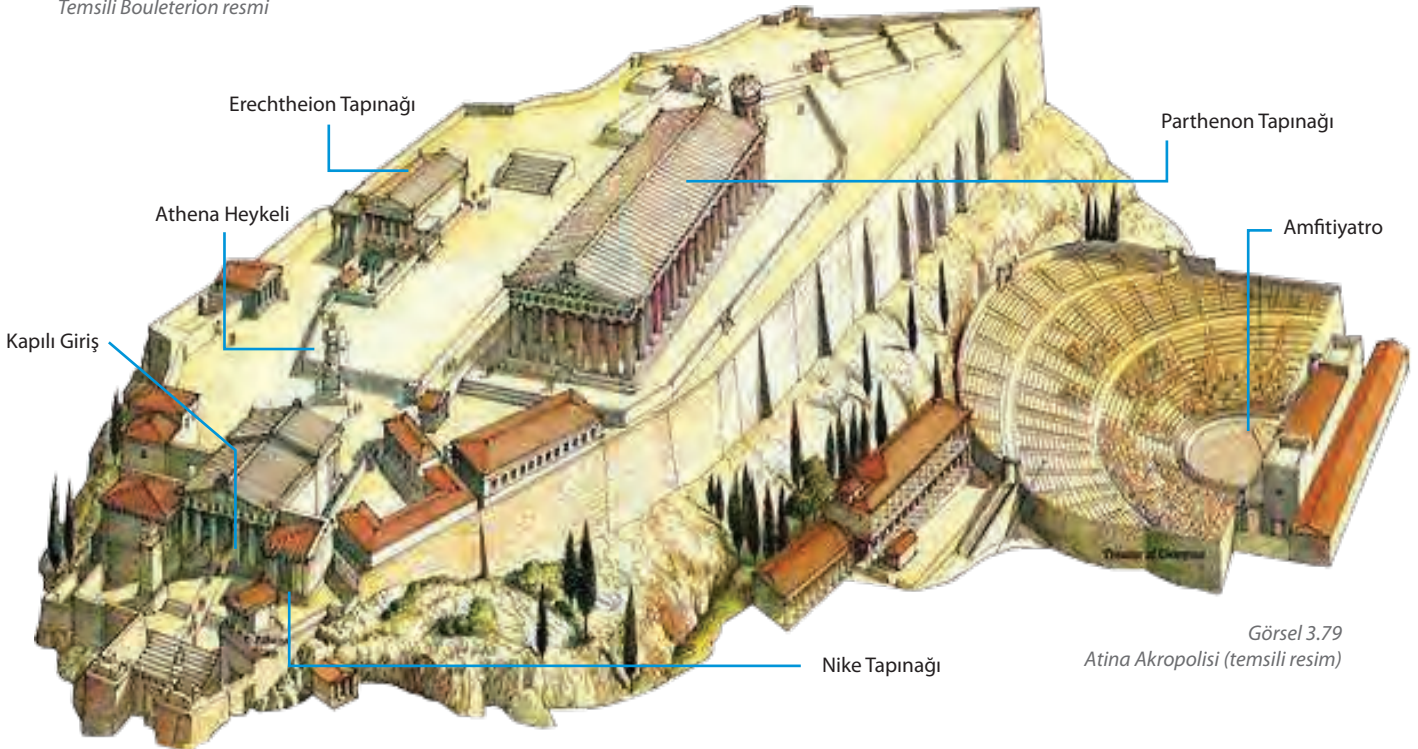 Temsili Bouleterion resmi
Erechtheion Tapınağı
Parthenon Tapınağı
Athena Heykeli
Amfitiyatro
Kapılı Giriş
Nike Tapınağı
Görsel 3.79
Atina Akropolisi (temsili resim)